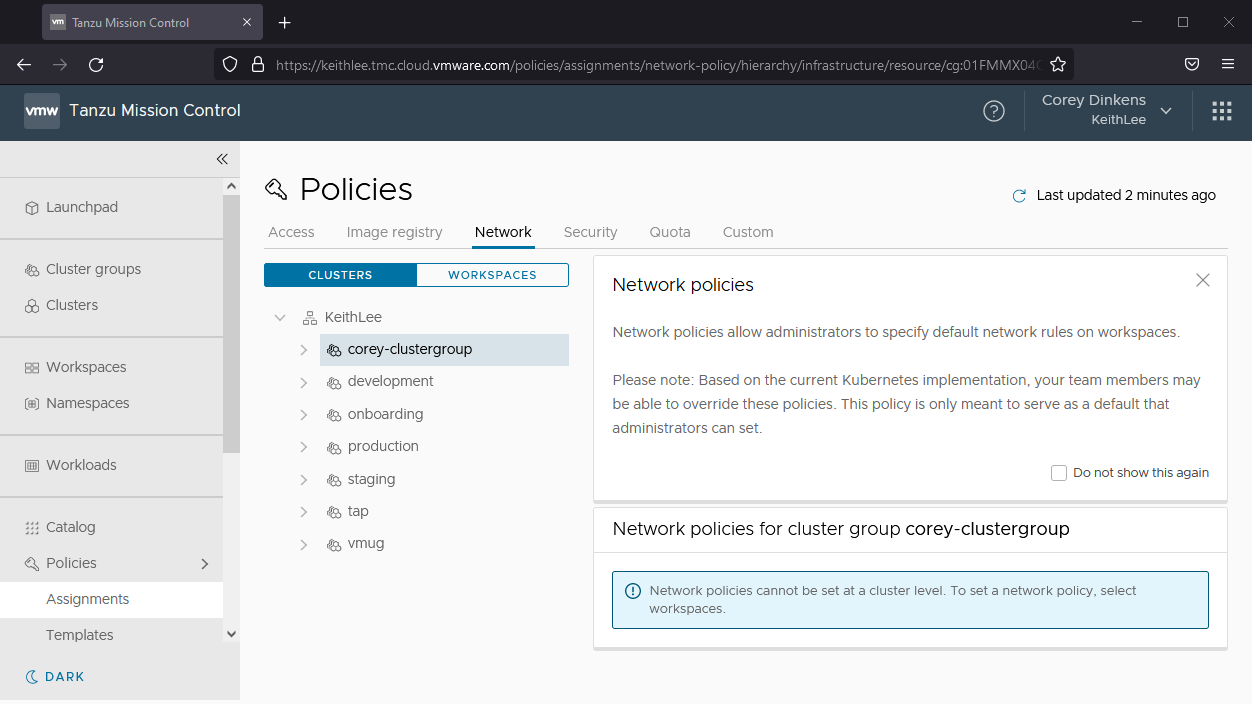 vm Tanzu Mission Control
https://keithlee.tmc.cloud.vmware.com/policies/assignments/network-policy/hierarchy/infrastructure/resource/cg:01FMMX04
vmw Tanzu Mission Control
Corey Dinkens
KeithLee
Launchpad
Cluster groups
Clusters
Workspaces
Namespaces
Workloads
Catalog
Policies
Assignments
Templates
DARK
Policies
Last updated 2 minutes ago
Access Image registry Network Security Quota Custom
CLUSTERS WORKSPACES
KeithLee
corey-clustergroup
development
onboarding
production
staging
tap
vmug
Network policies
Network policies allow administrators to specify default network rules on workspaces.
Please note: Based on the current Kubernetes implementation, your team members may
be able to override these policies. This policy is only meant to serve as a default that
administrators can set.
Do not show this again
Network policies for cluster group corey-clustergroup
Network policies cannot be set at a cluster level. To set a network policy, select
workspaces.